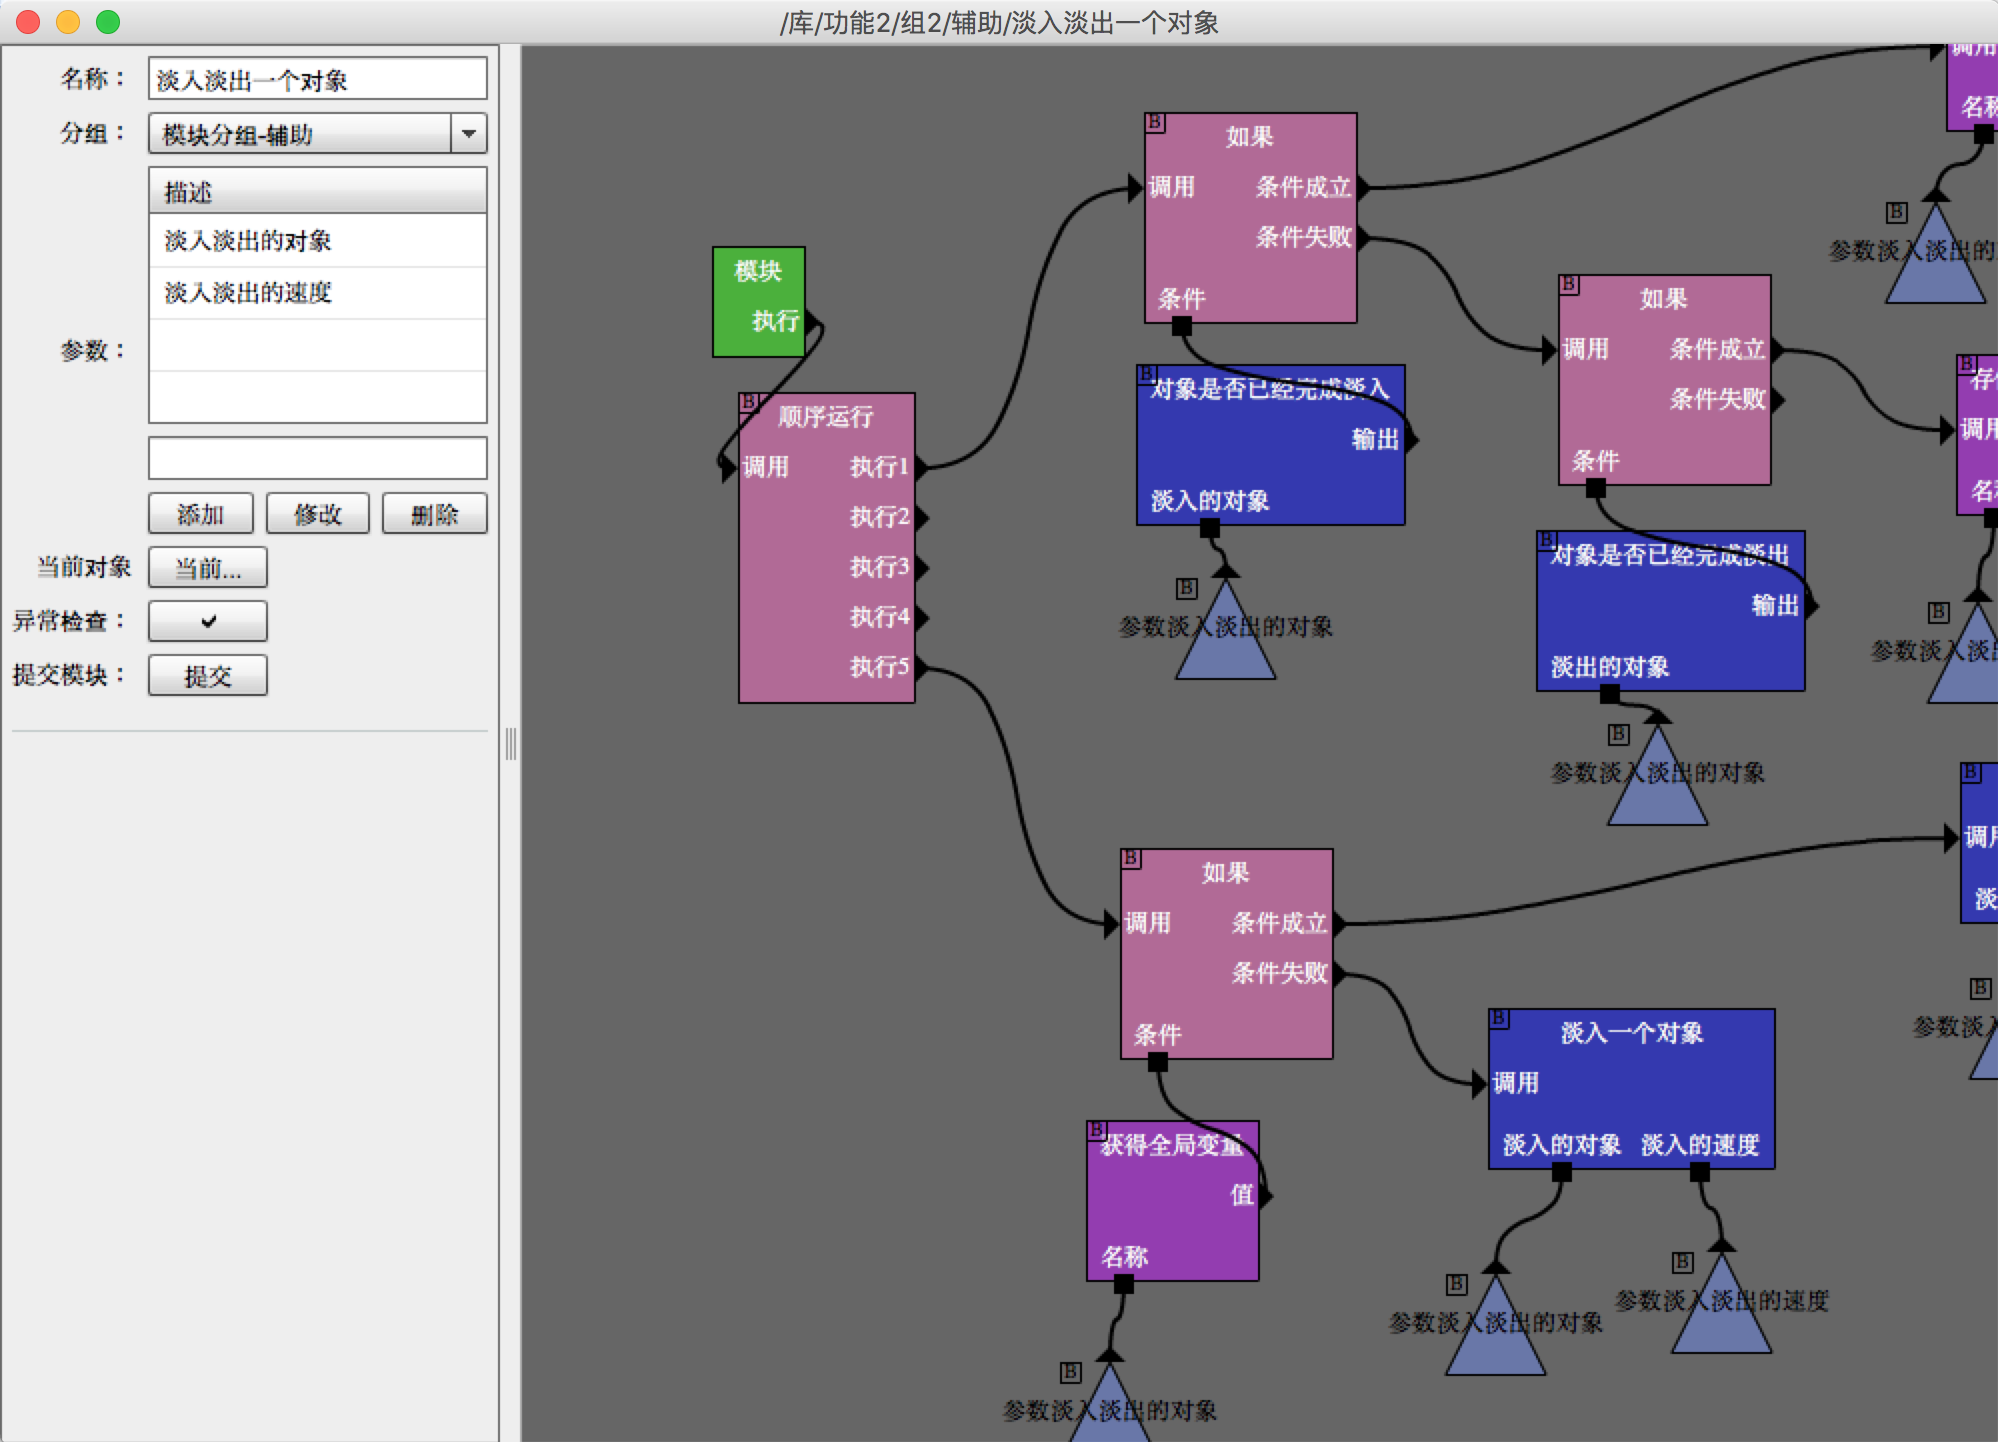 /库/功能2/组2/辅助/淡入淡出一个对象
名称：
淡入淡出一个对象
分组：
模块分组-辅助
描述
淡入淡出的对象
淡入淡出的速度
参数：
添加 修改 删除
当前对象
当前...
异常检查：
提交模块：
提交
模块
执行
B
顺序运行
调用 执行1
执行2
执行3
执行4
执行5
B
如果
调用 条件成立
条件失败
条件
B
对象是否已经完成淡入
输出
淡入的对象
B
参数淡入淡出的对象
B
如果
调用 条件成立
条件失败
条件
B
对象是否已经完成淡出
输出
淡出的对象
B
参数淡入淡出的对象
调用
名称
B
参数淡入淡出的
B
调用
B
参数淡入淡
B
如果
调用 条件成立
条件失败
条件
B
获得全局变量
值
名称
B
参数淡入淡出的对象
B
淡入一个对象
调用
淡入的对象 淡入的速度
B
参数淡入淡出的对象
B
参数淡入淡出的速度
B
调用
淡
B
参数淡入